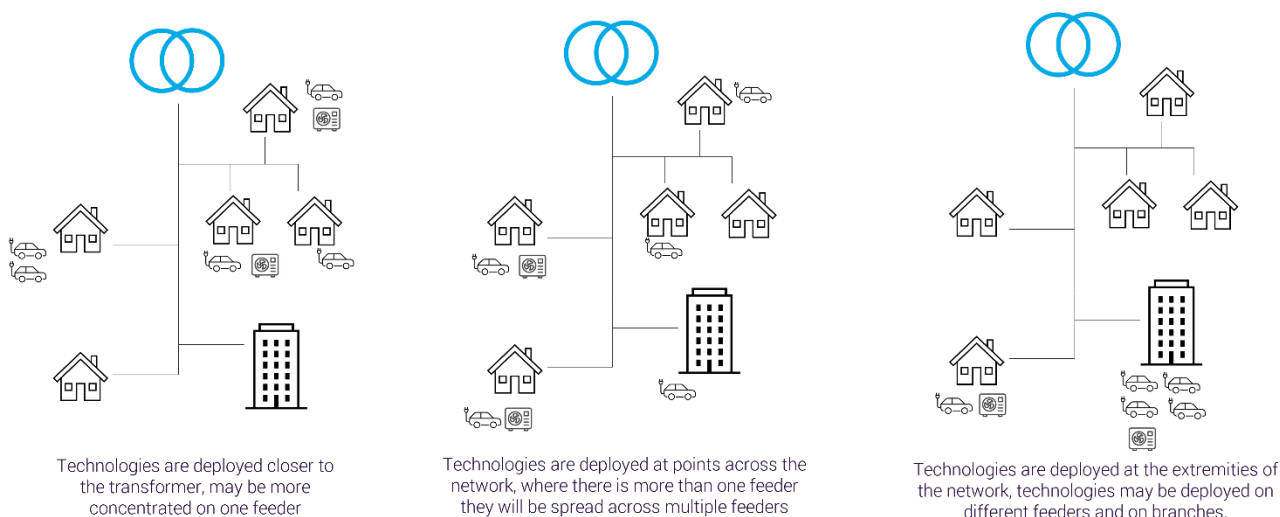 Technologies are deployed closer to
the transformer, may be more
concentrated on one feeder
Technologies are deployed at points across the
network, where there is more than one feeder
they will be spread across multiple feeders
Technologies are deployed at the extremities of
the network, technologies may be deployed on
different feeders and on branches.